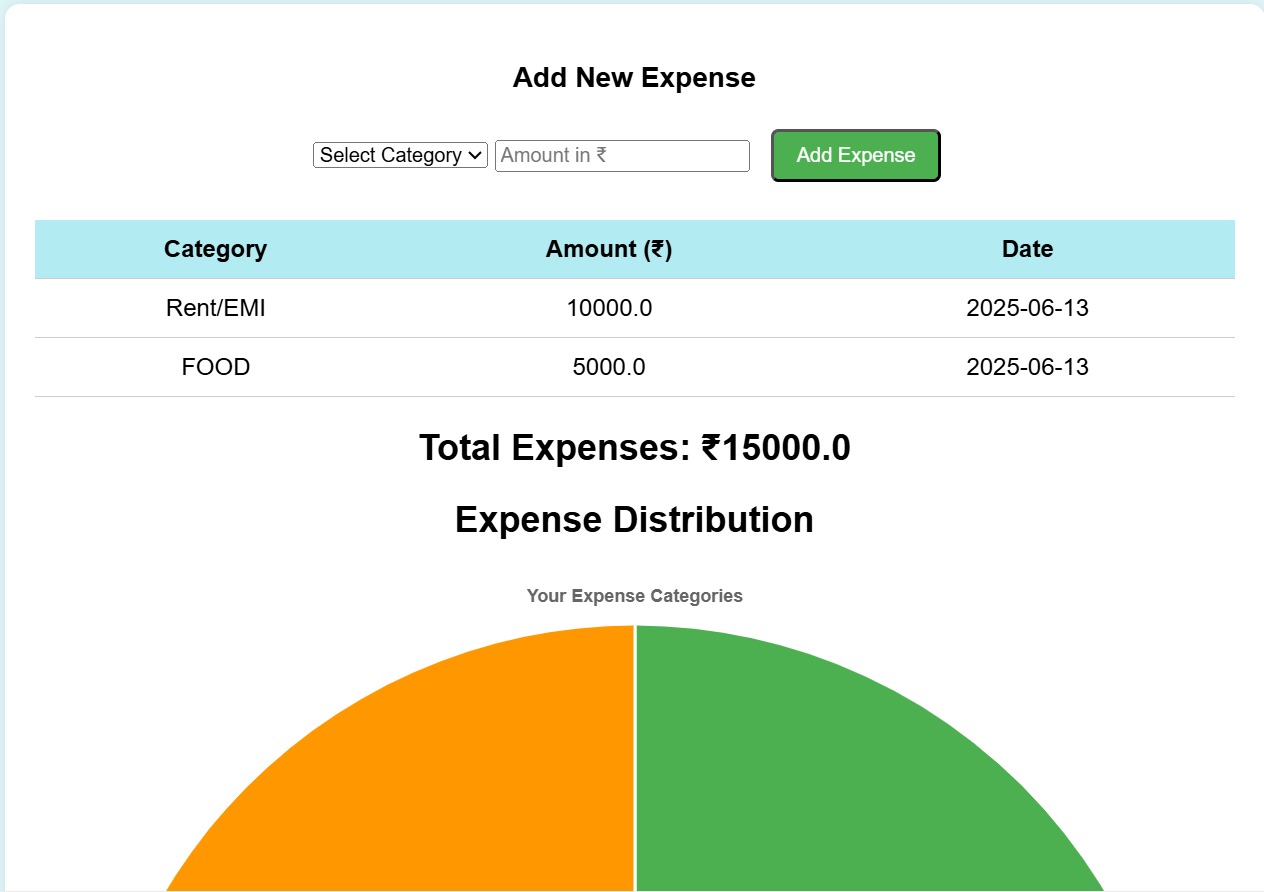 Add New Expense
Select Category Amount in ₹ Add Expense
Category Amount (₹) Date
Rent/EMI 10000.0 2025-06-13
FOOD 5000.0 2025-06-13
Total Expenses: ₹15000.0
Expense Distribution
Your Expense Categories